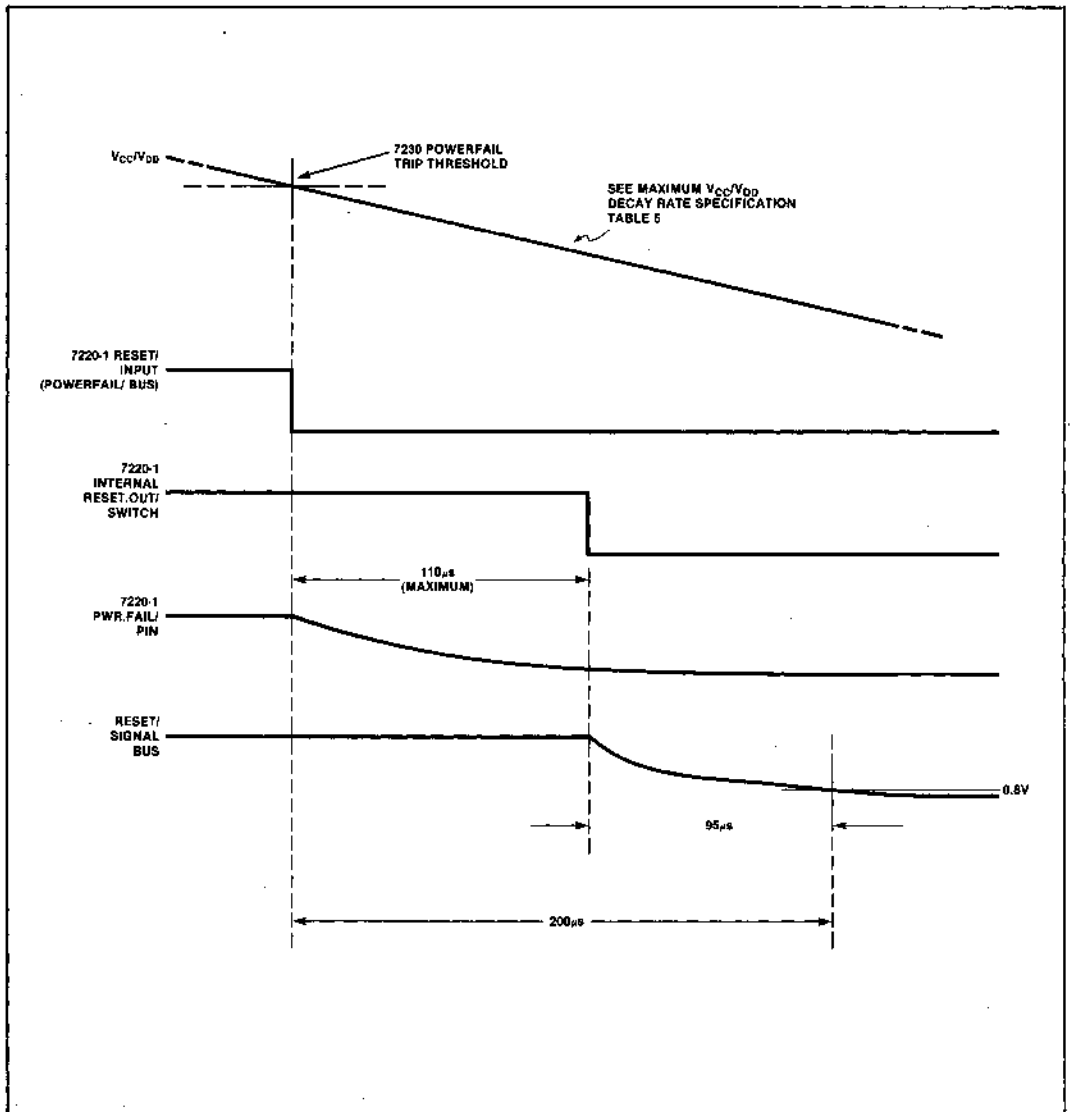 VCC/VDD
7230 POWERFAIL
TRIP THRESHOLD
SEE MAXIMUM VCC/VDD
DECAY RATE SPECIFICATION
TABLE 5
7220-1 RESET/
INPUT
(POWERFAIL/ BUS)
7220-1
INTERNAL
RESET.OUT/
SWITCH
110µs
(MAXIMUM)
7220-1
PWR.FAIL/
PIN
RESET/
SIGNAL
BUS
0.8V
95µs
200µs